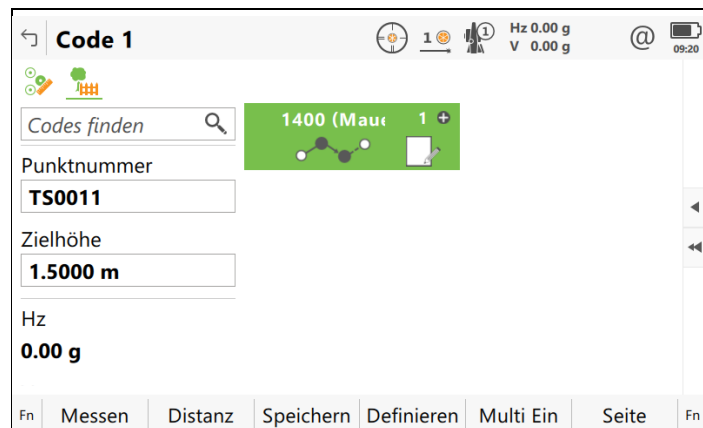 Code 1
1
1
Hz 0.00 g
V 0.00 g
@
09:20
Codes finden
1400 (Maue
1
Punktnummer
TS0011
Zielhöhe
1.5000 m
Hz
0.00 g
Fn Messen Distanz Speichern Definieren Multi Ein Seite Fn